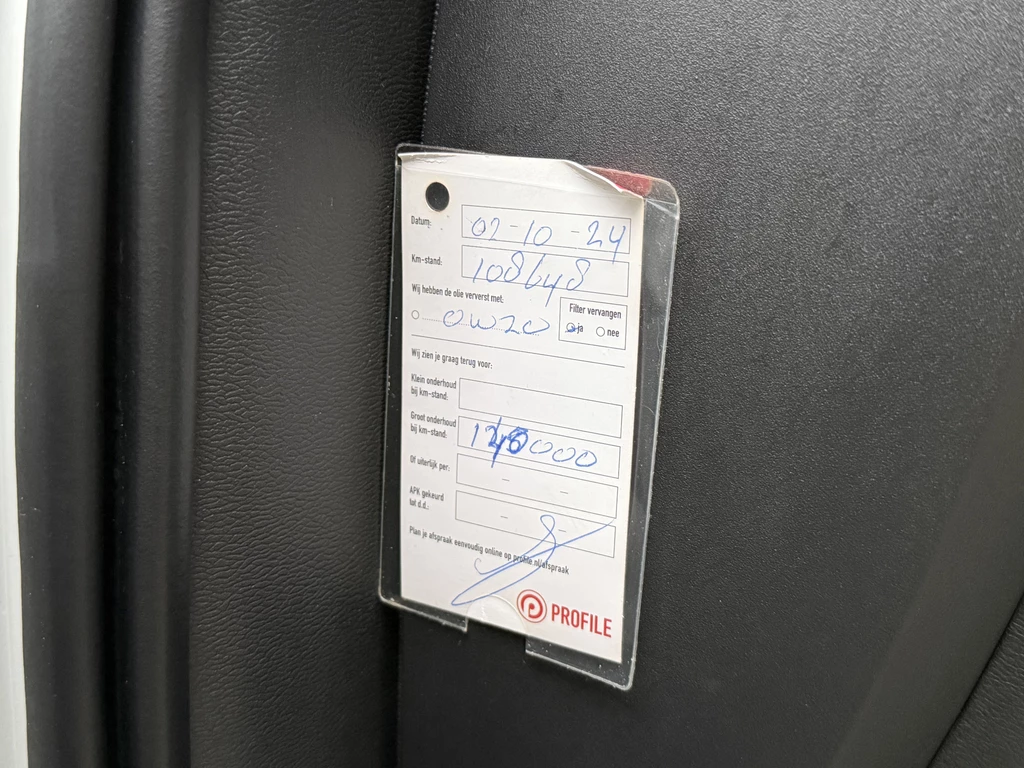 Datum: 02-10-24
Km-stand: 108648
Wij hebben de olie ververst met:
Filter vervangen
0W20
ja nee
Wij zien je graag terug voor:
Klein onderhoud
bij km-stand:
Groot onderhoud
bij km-stand:
Of uiterlijk per: - -
APK gekeurd
tot d.d.: - -
Plan je afspraak eenvoudig online op profile.nl/afspraak
PROFILE